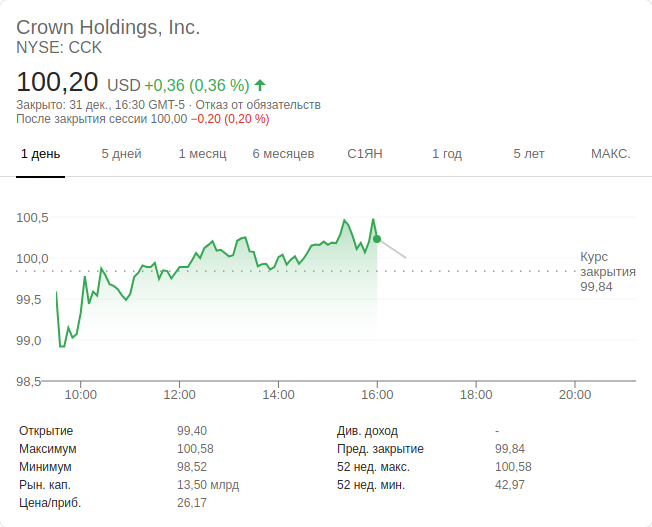 Crown Holdings, Inc.
NYSE: CCK
100,20 USD +0,36 (0,36 %)
Закрыто: 31 дек., 16:30 GMT-5 · Отказ от обязательств
После закрытия сессии 100,00 −0,20 (0,20 %)
1 день 5 дней 1 месяц 6 месяцев С1ЯН 1 год 5 лет МАКС.
100,5
100,0
99,5
99,0
98,5
Курс
закрытия
99,84
10:00 12:00 14:00 16:00 18:00 20:00
Открытие 99,40 Див. доход -
Максимум 100,58 Пред. закрытие 99,84
Минимум 98,52 52 нед. макс. 100,58
Рын. кап. 13,50 млрд 52 нед. мин. 42,97
Цена/приб. 26,17